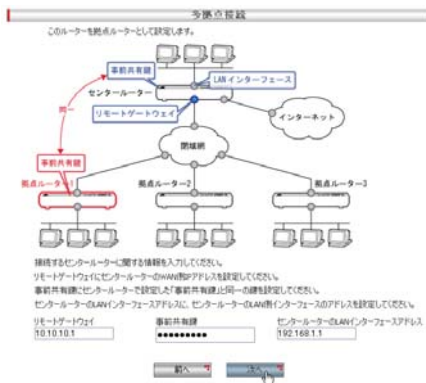 多拠点接続
このルーターを拠点ルーターとして設定します。
事前共有鍵
LANインターフェース
センタールーター
リモートゲートウェイ
インターネット
同一
閉域網
事前共有鍵
拠点ルーター1
拠点ルーター2
拠点ルーター3
接続するセンタールーターに関する情報を入力してください。
リモートゲートウェイにセンタールーターのWAN側IPアドレスを設定してください。
事前共有鍵にセンタールーターで設定した「事前共有鍵」と同一の鍵を設定してください。
センタールーターのLANインターフェースアドレスに、センタールーターのLAN側インターフェースのアドレスを設定してください。
リモートゲートウェイ 事前共有鍵 センタールーターのLANインターフェースアドレス
10.10.10.1 ●●●●●●●●● 192.168.1.1
前へ 次へ